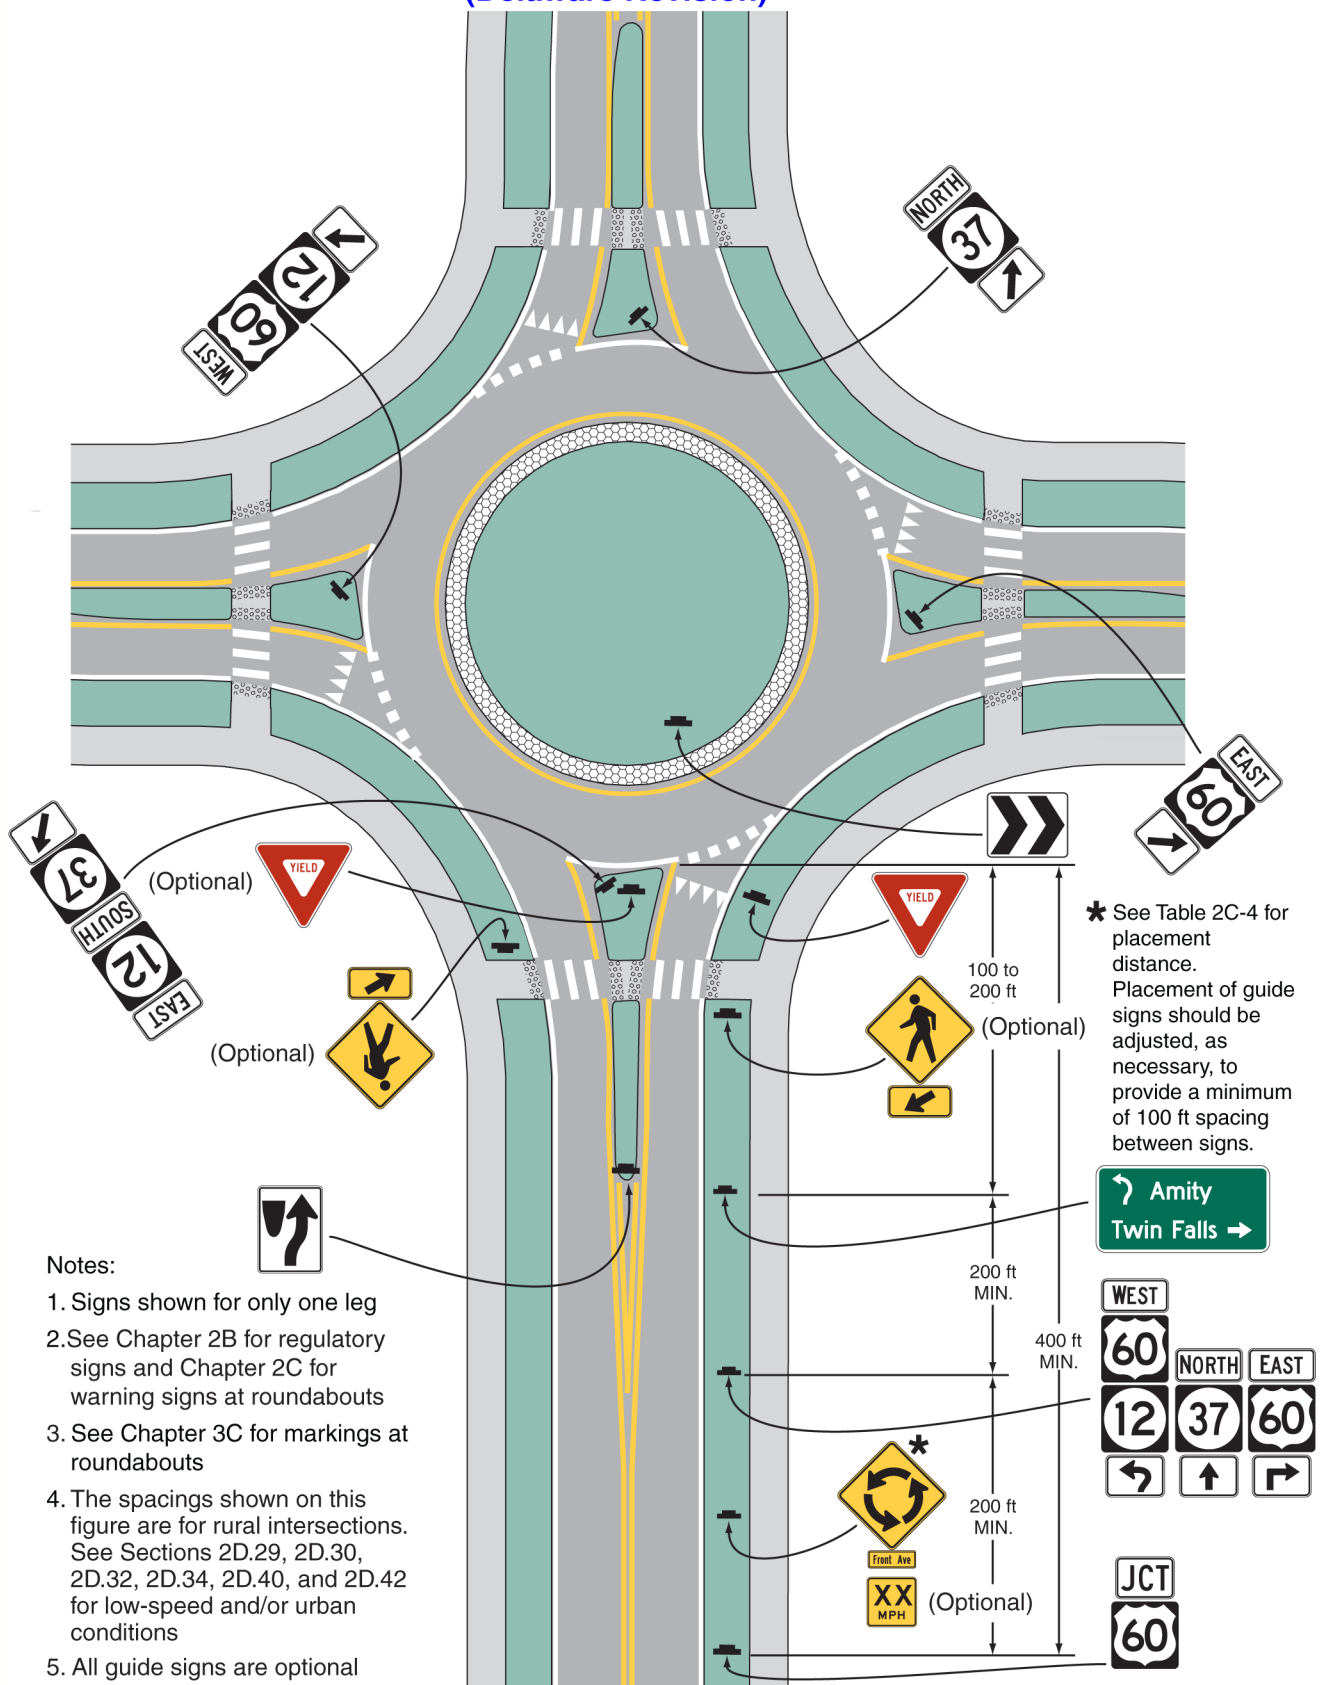 (Delaware Revision)
NORTH
37
12
60
WEST
EAST
60
37
SOUTH
12
EAST
(Optional)
YIELD
YIELD
(Optional)
100 to
200 ft
(Optional)
* See Table 2C-4 for
placement
distance.
Placement of guide
signs should be
adjusted, as
necessary, to
provide a minimum
of 100 ft spacing
between signs.
Amity
Twin Falls
200 ft
MIN.
400 ft
MIN.
WEST
60
12
NORTH
37
EAST
60
*
Front Ave
XX
MPH
(Optional)
200 ft
MIN.
JCT
60
Notes:
1. Signs shown for only one leg
2.See Chapter 2B for regulatory
signs and Chapter 2C for
warning signs at roundabouts
3. See Chapter 3C for markings at
roundabouts
4. The spacings shown on this
figure are for rural intersections.
See Sections 2D.29, 2D.30,
2D.32, 2D.34, 2D.40, and 2D.42
for low-speed and/or urban
conditions
5. All guide signs are optional